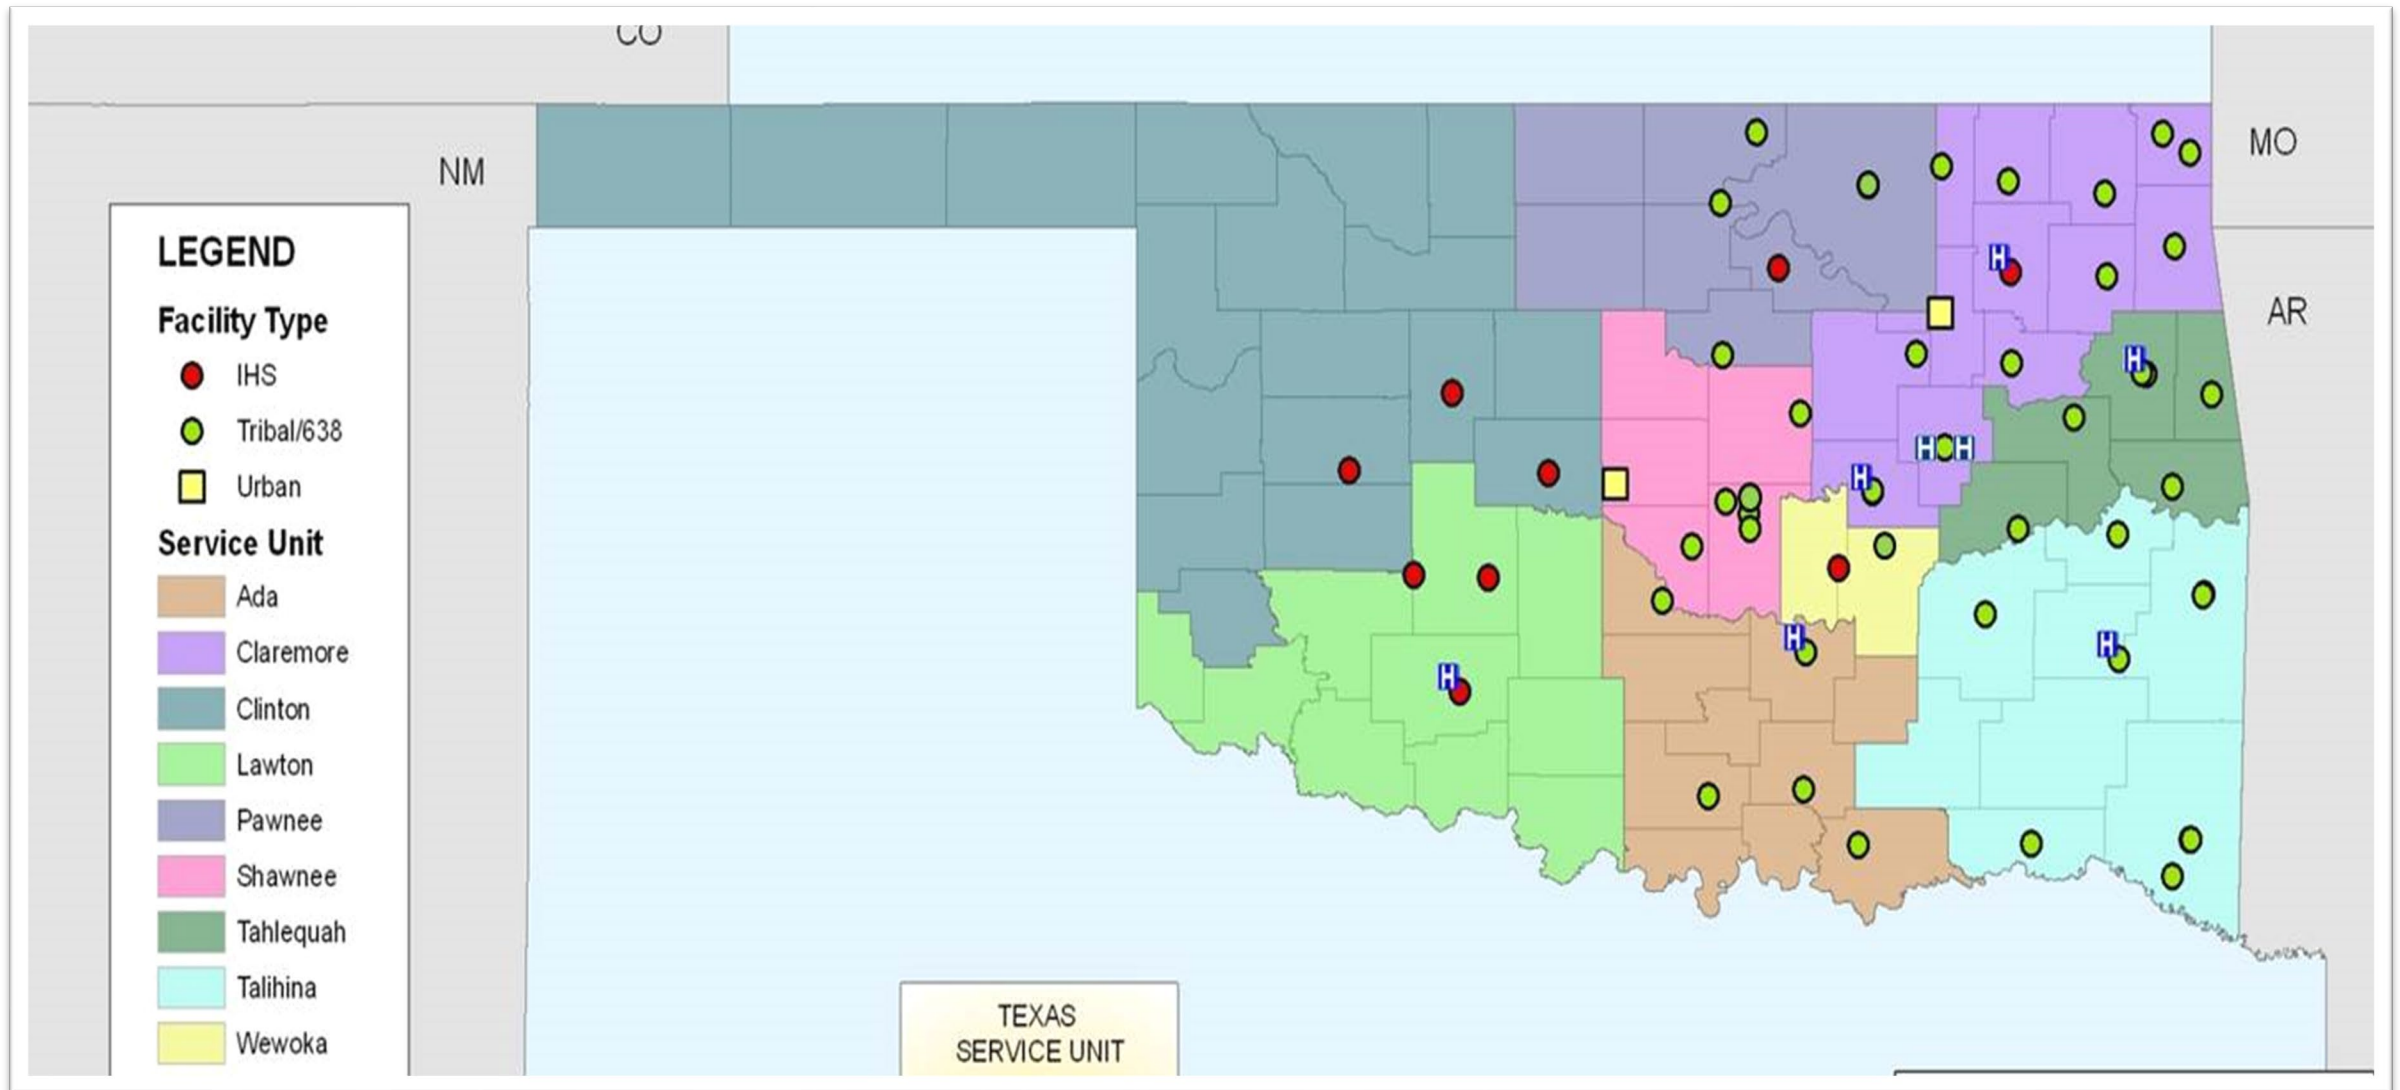 CO
NM
MO
AR
LEGEND
Facility Type
IHS
Tribal/638
Urban
Service Unit
Ada
Claremore
Clinton
Lawton
Pawnee
Shawnee
Tahlequah
Talihina
Wewoka
H
H
H H
H
H
H
H
TEXAS
SERVICE UNIT